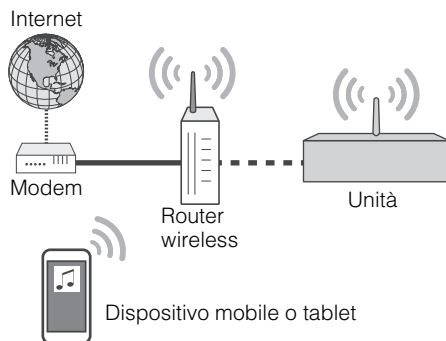 Internet
Modem
Router
wireless
Unità
Dispositivo mobile o tablet